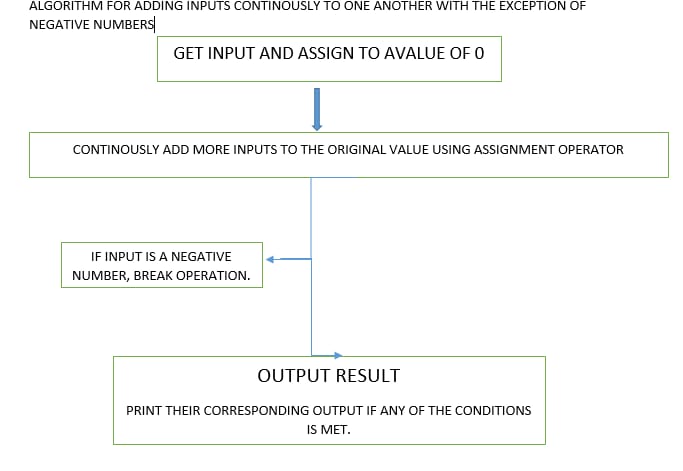 ALGORITHM FOR ADDING INPUTS CONTINOUSLY TO ONE ANOTHER WITH THE EXCEPTION OF
NEGATIVE NUMBERS
GET INPUT AND ASSIGN TO AVALUE OF 0
CONTINOUSLY ADD MORE INPUTS TO THE ORIGINAL VALUE USING ASSIGNMENT OPERATOR
IF INPUT IS A NEGATIVE
NUMBER, BREAK OPERATION.
OUTPUT RESULT
PRINT THEIR CORRESPONDING OUTPUT IF ANY OF THE CONDITIONS
IS MET.